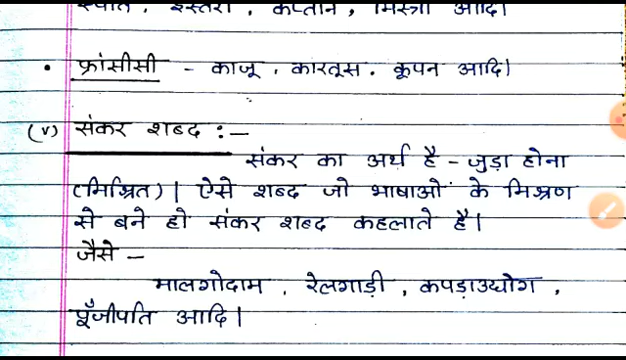 इस्तरी, कप्तान, मिस्त्री आदि।
• फ्रांसीसी - काजू, कारतूस. कूपन आदि।
(v) संकर शब्द :-
संकर का अर्थ है - जुड़ा होना
(मिश्रित)। ऐसे शब्द जो भाषाओं के मिश्रण
से बने हो संकर शब्द कहलाते है।
जैसे -
मालगोदाम, रेलगाड़ी, कपड़ाउद्योग,
पूँजीपति आदि।